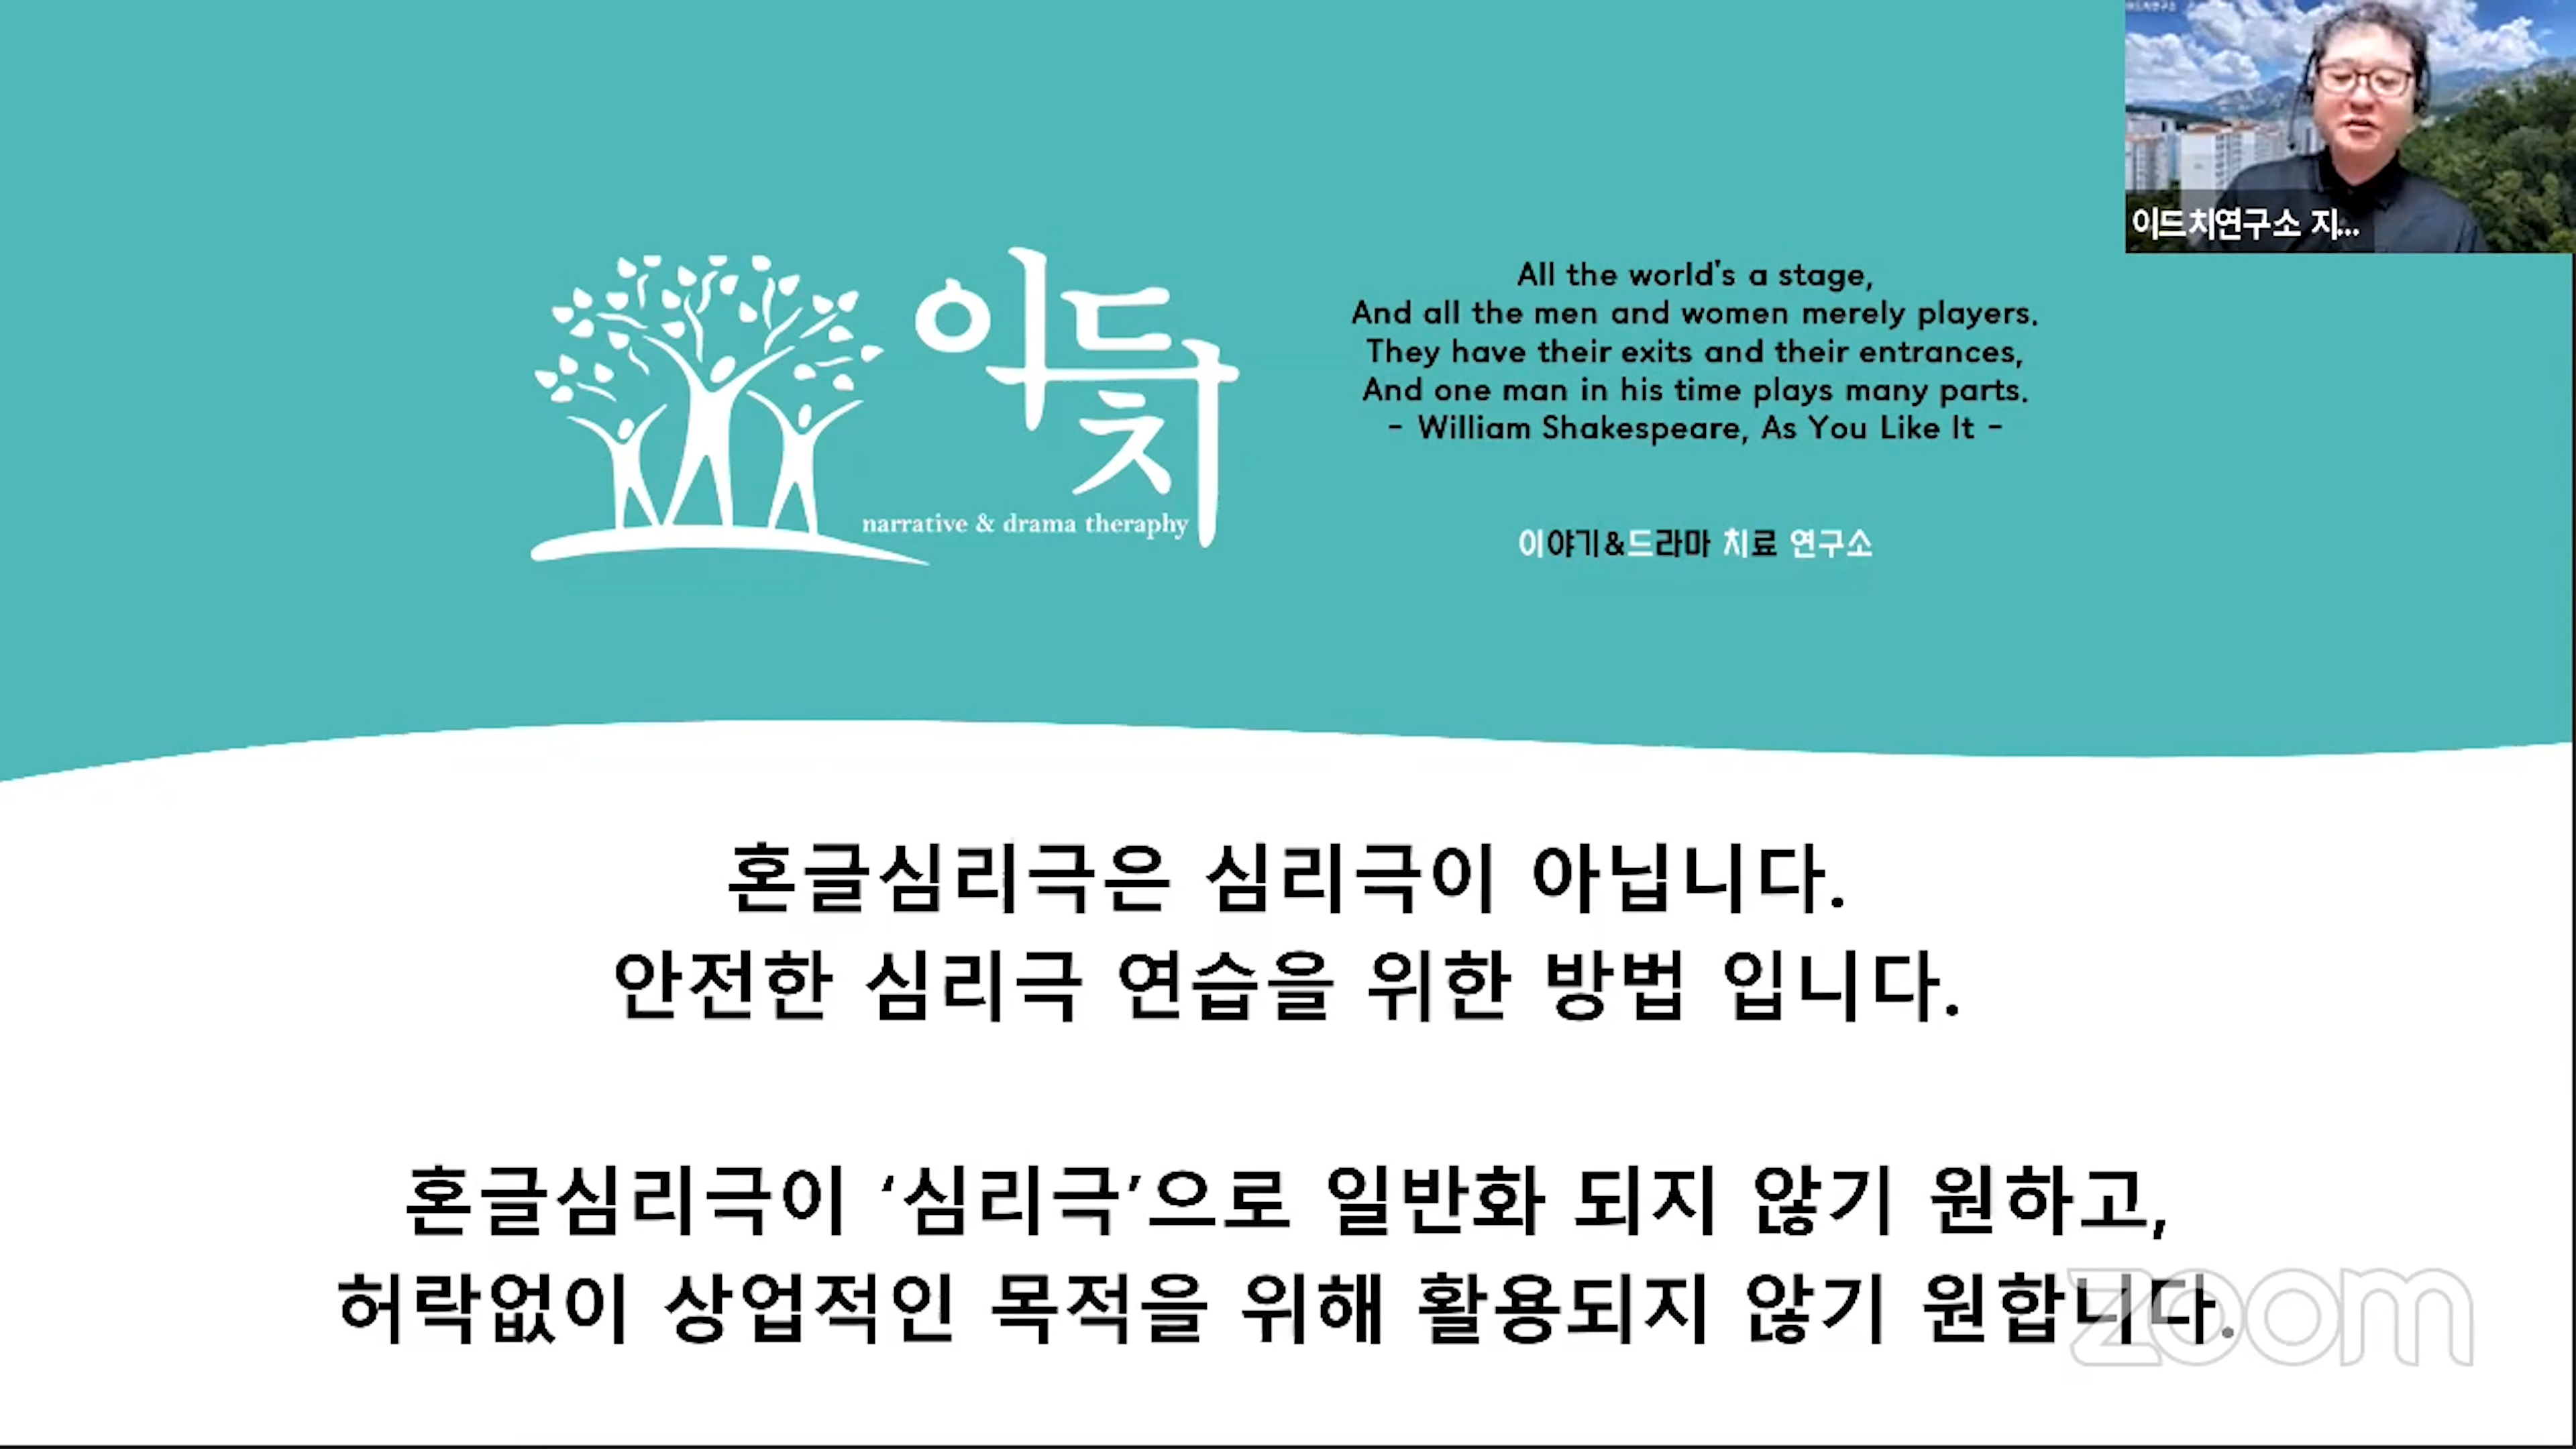 이드치
narrative & drama theraphy
All the world's a stage,
And all the men and women merely players.
They have their exits and their entrances,
And one man in his time plays many parts.
- William Shakespeare, As You Like It -
이야기&드라마 치료 연구소
이드치연구소 지...
혼글심리극은 심리극이 아닙니다.
안전한 심리극 연습을 위한 방법 입니다.
혼글심리극이 ‘심리극’으로 일반화 되지 않기 원하고,
허락없이 상업적인 목적을 위해 활용되지 않기 원합니다.
zoom